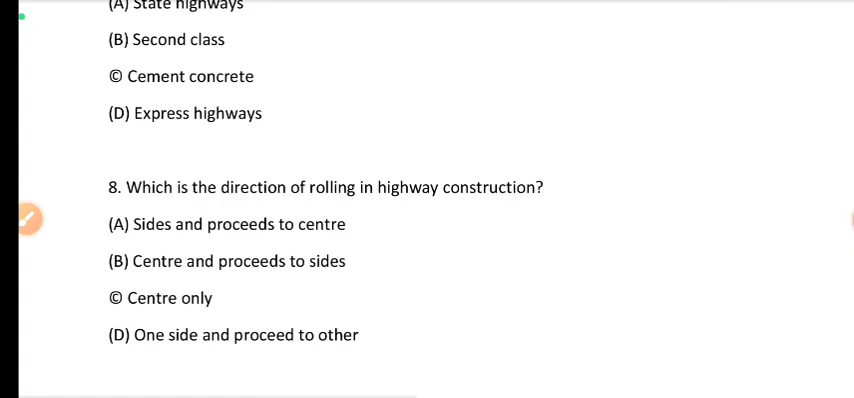 (A) State highways
(B) Second class
© Cement concrete
(D) Express highways
8. Which is the direction of rolling in highway construction?
(A) Sides and proceeds to centre
(B) Centre and proceeds to sides
© Centre only
(D) One side and proceed to other